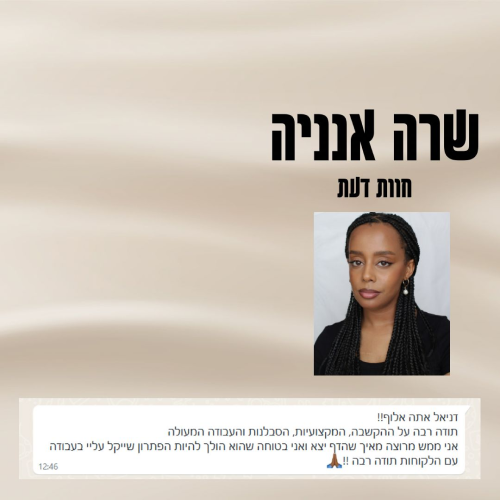 שרה אנניה
חוות דעת
דניאל אתה אלוף!!
תודה רבה על ההקשבה, המקצועיות, הסבלנות והעבודה המעולה
אני ממש מרוצה מאיך שהדף יצא ואני בטוחה שהוא הולך להיות הפתרון שייקל עליי בעבודה
עם הלקוחות תודה רבה !!🙏🏾
12:46